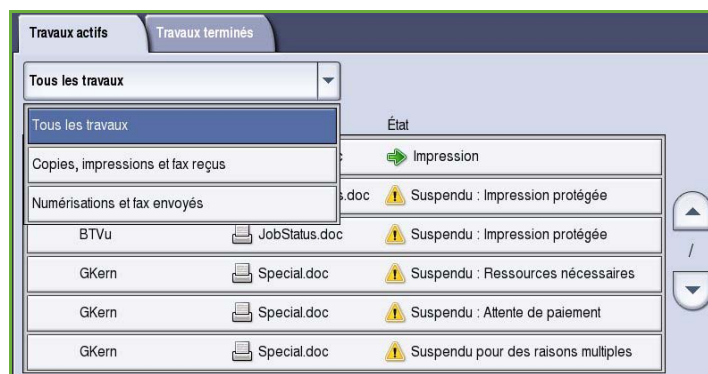 Travaux actifs Travaux terminés
Tous les travaux
Tous les travaux État
Copies, impressions et fax reçus Impression
Numérisations et fax envoyés s.doc Suspendu : Impression protégée
BTVu JobStatus.doc Suspendu : Impression protégée
/
GKern Special.doc Suspendu : Ressources nécessaires
GKern Special.doc Suspendu : Attente de paiement
GKern Special.doc Suspendu pour des raisons multiples